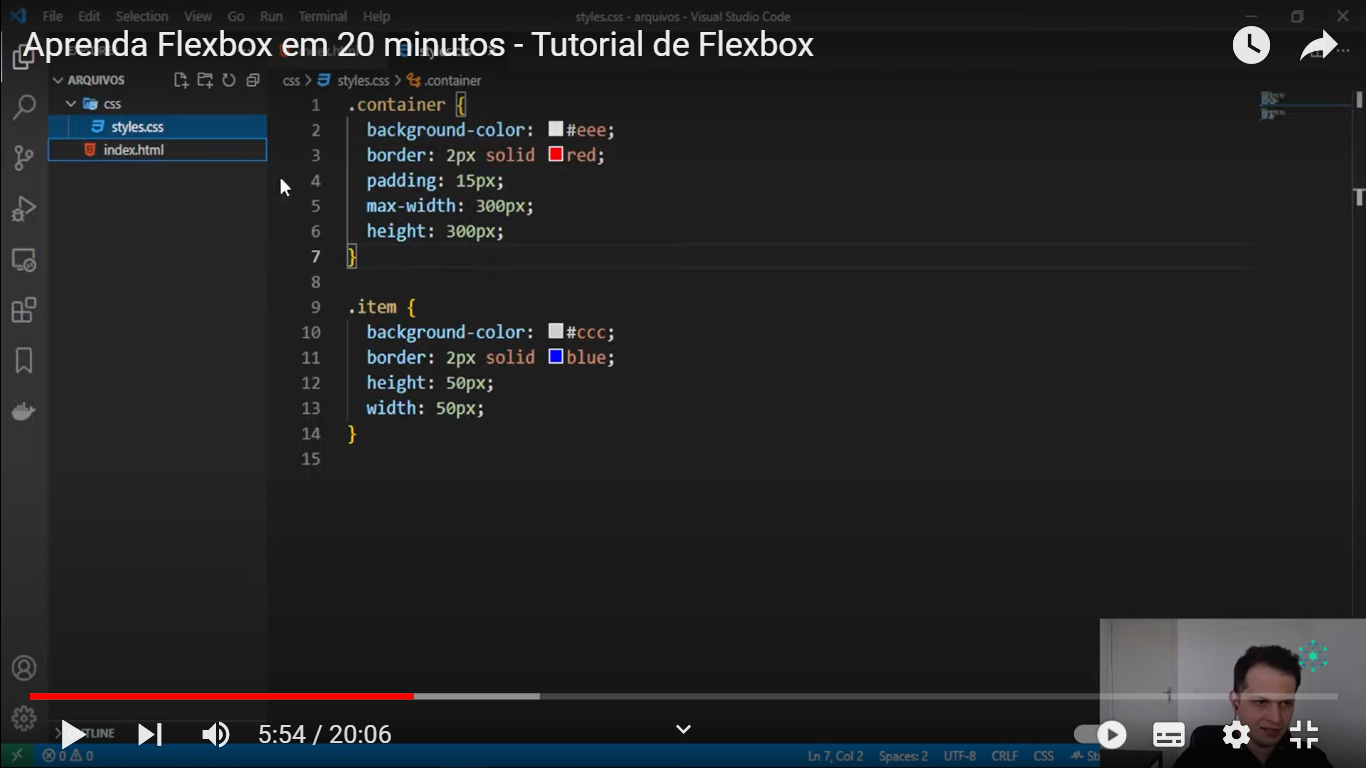 File Edit Selection View Go Run Terminal Help styles.css - arquivos - Visual Studio Code
Aprenda Flexbox em 20 minutos - Tutorial de Flexbox
ARQUIVOS
css
styles.css
index.html
css > styles.css > .container
1 .container {
2 background-color: #eee;
3 border: 2px solid red;
4 padding: 15px;
5 max-width: 300px;
6 height: 300px;
7 }
8
9 .item {
10 background-color: #ccc;
11 border: 2px solid blue;
12 height: 50px;
13 width: 50px;
14 }
15
5:54 / 20:06
0 0 Ln 7, Col 2 Spaces: 2 UTF-8 CRLF CSS